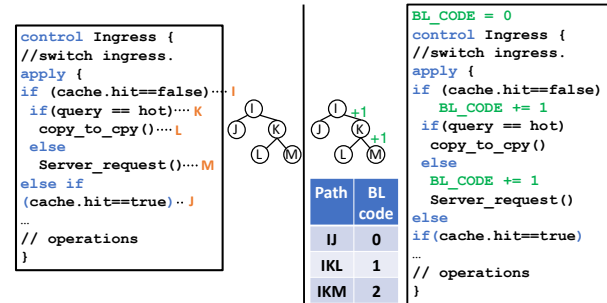 control Ingress {
//switch ingress.
apply {
if (cache.hit==false)···· I
if(query == hot)···· K
copy_to_cpy()···· L
else
Server_request()···· M
else if
(cache.hit==true)·· J
…
// operations
}
I
J
K
L
M
I
+1
J
K
+1
L
M
Path BL code
IJ 0
IKL 1
IKM 2
BL_CODE = 0
control Ingress {
//switch ingress.
apply {
if (cache.hit==false)
BL_CODE += 1
if(query == hot)
copy_to_cpy()
else
BL_CODE += 1
Server_request()
else
if(cache.hit==true)
…
// operations
}